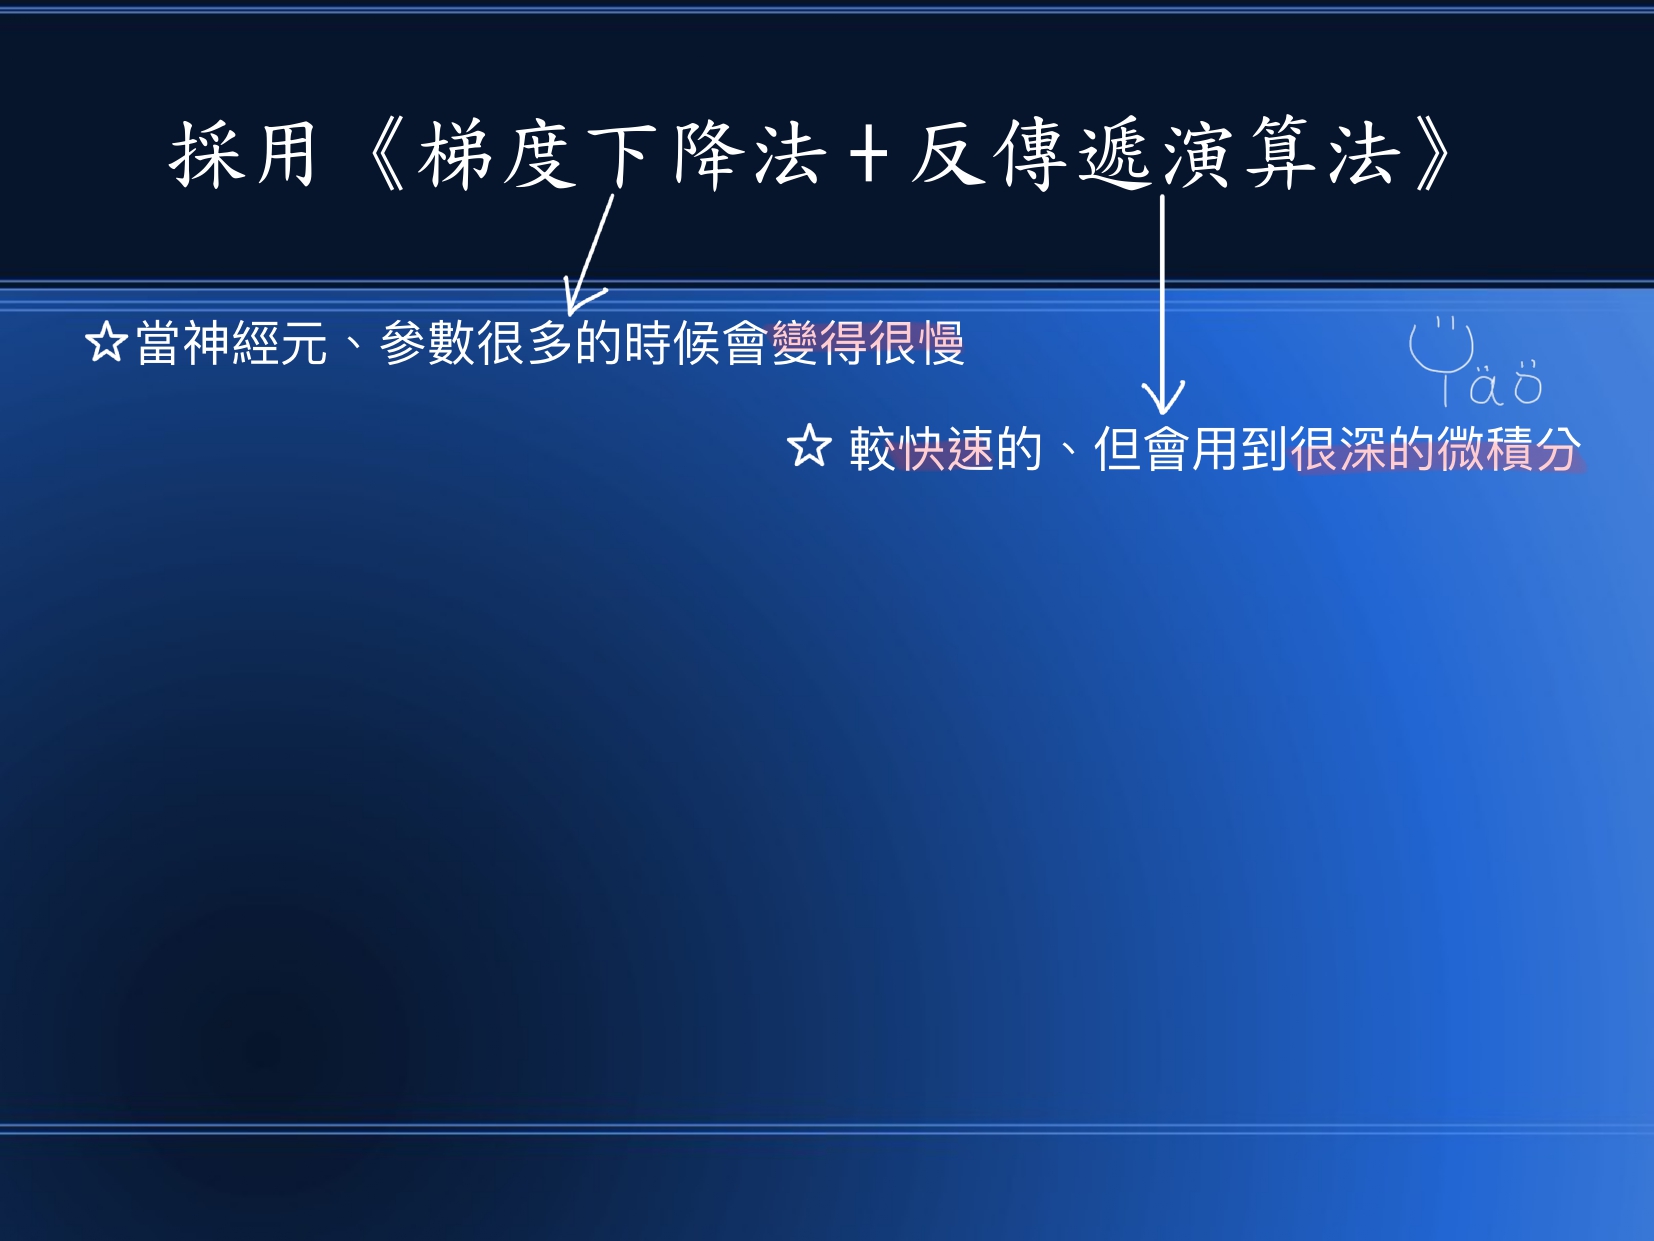 採用《梯度下降法+反傳遞演算法》
☆當神經元、參數很多的時候會變得很慢
☆ 較快速的、但會用到很深的微積分